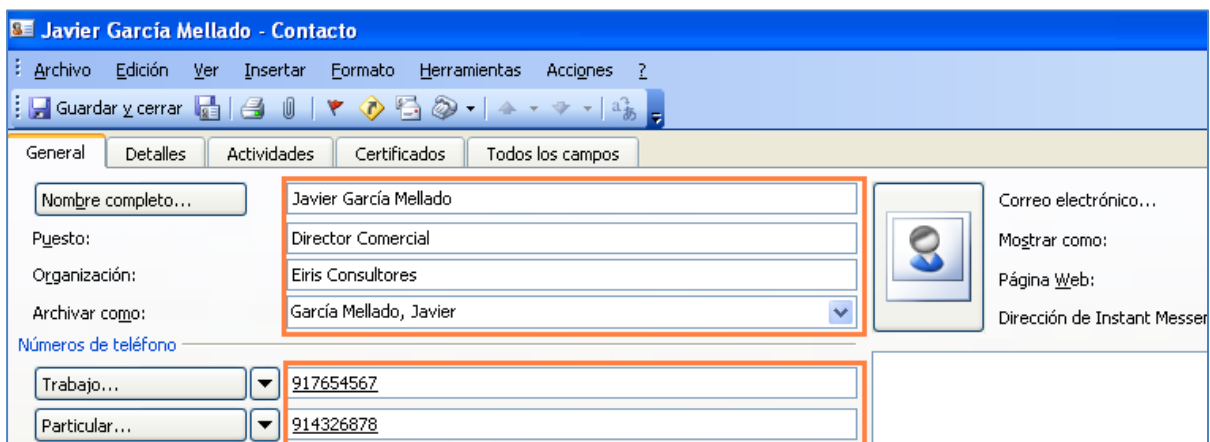 Javier García Mellado - Contacto
Archivo Edición Ver Insertar Formato Herramientas Acciones ?
Guardar y cerrar
General Detalles Actividades Certificados Todos los campos
Nombre completo... Javier García Mellado Correo electrónico...
Puesto: Director Comercial Mostrar como:
Organización: Eiris Consultores Página Web:
Archivar como: García Mellado, Javier Dirección de Instant Messer
Números de teléfono
Trabajo... 917654567
Particular... 914326878